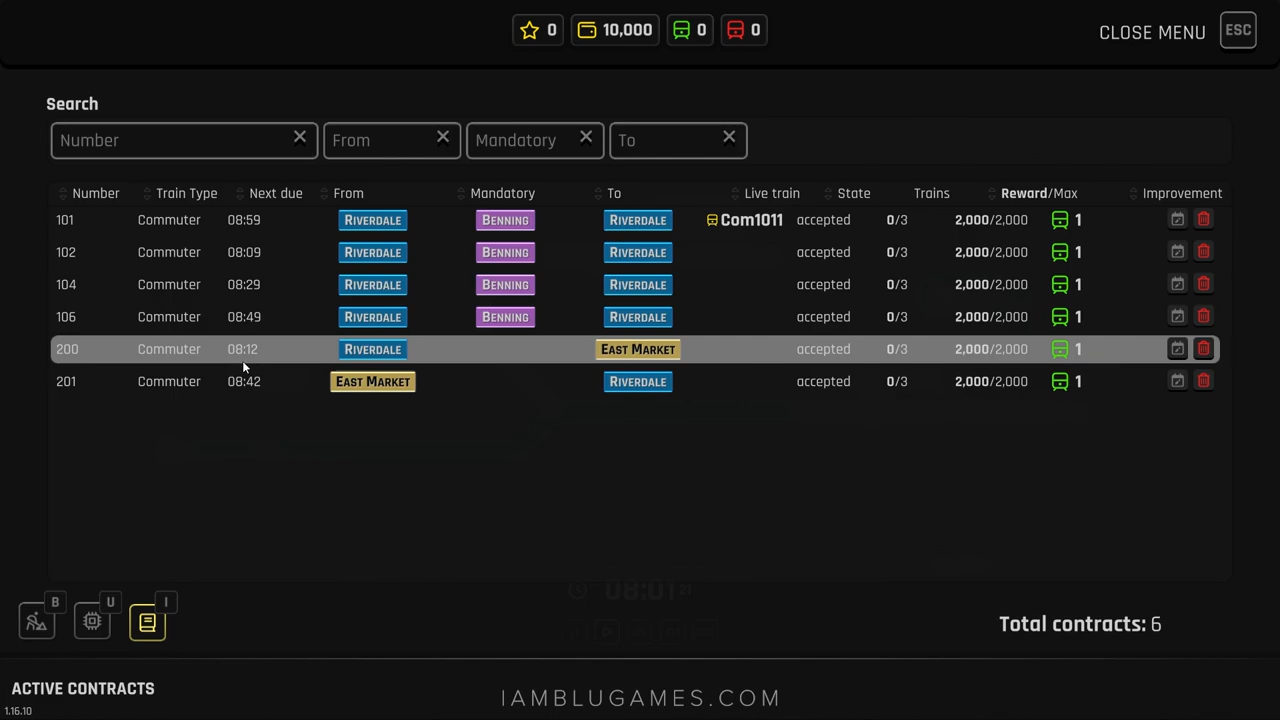 0 10,000 0 0 CLOSE MENU ESC
Search
Number From Mandatory To
Number Train Type Next due From Mandatory To Live train State Trains Reward/Max Improvement
101 Commuter 08:59 RIVERDALE BENNING RIVERDALE Com1011 accepted 0/3 2,000/2,000 1
102 Commuter 08:09 RIVERDALE BENNING RIVERDALE accepted 0/3 2,000/2,000 1
104 Commuter 08:29 RIVERDALE BENNING RIVERDALE accepted 0/3 2,000/2,000 1
106 Commuter 08:49 RIVERDALE BENNING RIVERDALE accepted 0/3 2,000/2,000 1
200 Commuter 08:12 RIVERDALE EAST MARKET accepted 0/3 2,000/2,000 1
201 Commuter 08:42 EAST MARKET RIVERDALE accepted 0/3 2,000/2,000 1
08:01
B U I
Total contracts: 6
ACTIVE CONTRACTS
IAMBLUGAMES.COM
1.16.10